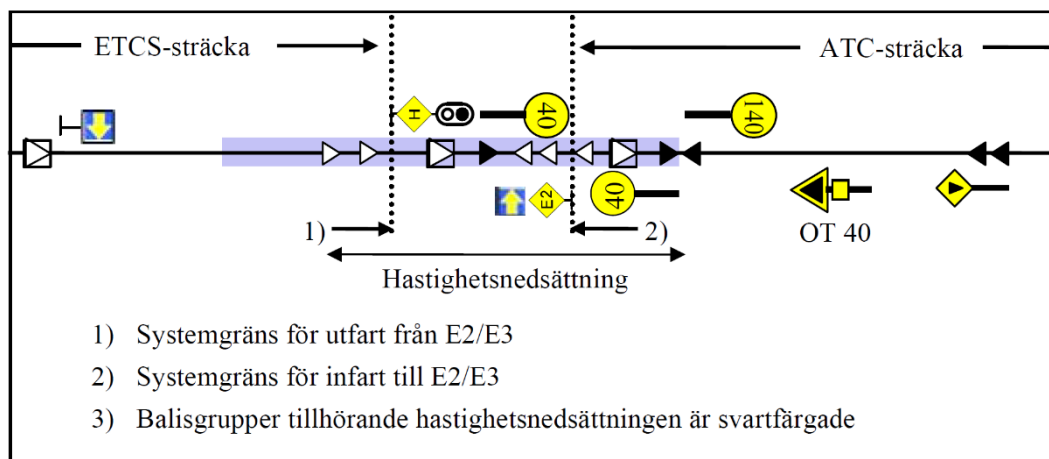 ETCS-sträcka
ATC-sträcka
H
40
140
E2
40
1)
2)
OT 40
Hastighetsnedsättning
1) Systemgräns för utfart från E2/E3
2) Systemgräns för infart till E2/E3
3) Balisgrupper tillhörande hastighetsnedsättningen är svartfärgade